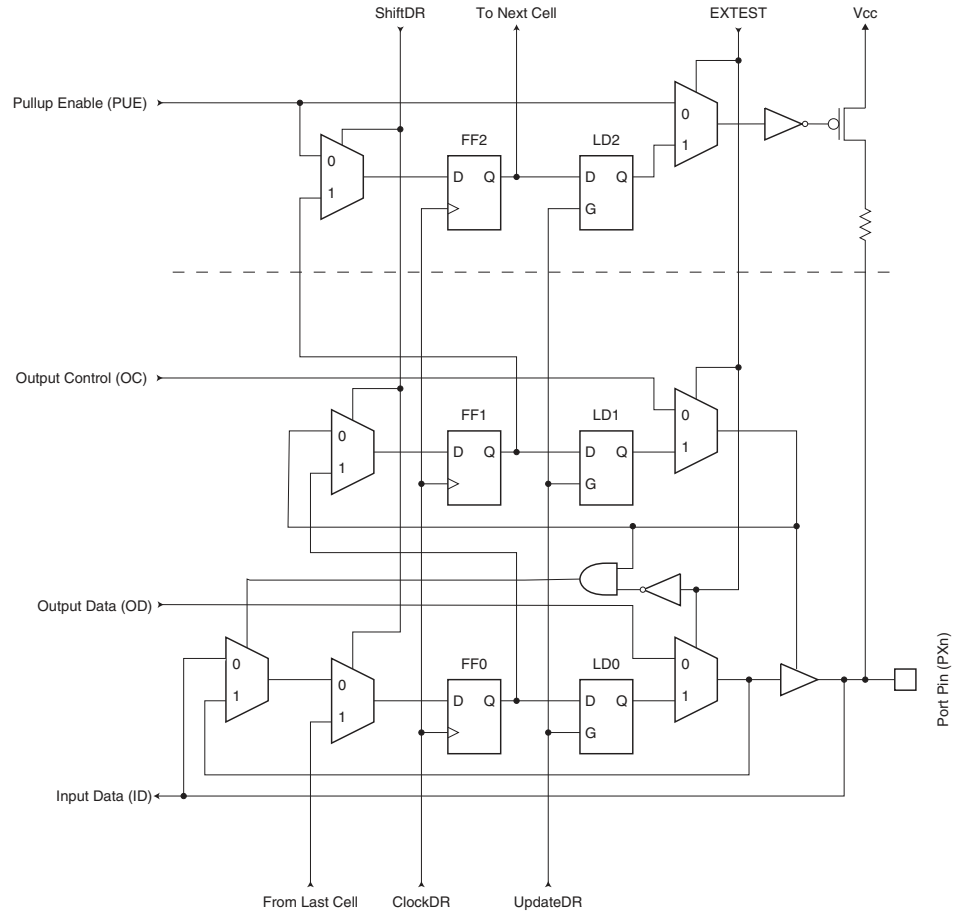 ShiftDR To Next Cell EXTEST Vcc
Pullup Enable (PUE)
0
1
FF2
D Q
LD2
D Q
G
0
1
Output Control (OC)
0
1
FF1
D Q
LD1
D Q
G
0
1
Output Data (OD)
0
1
0
1
FF0
D Q
LD0
D Q
G
0
1
Port Pin (PXn)
Input Data (ID)
From Last Cell ClockDR UpdateDR